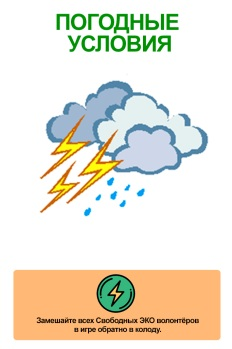 ПОГОДНЫЕ
УСЛОВИЯ
Замешайте всех Свободных ЭКО волонтёров
в игре обратно в колоду.